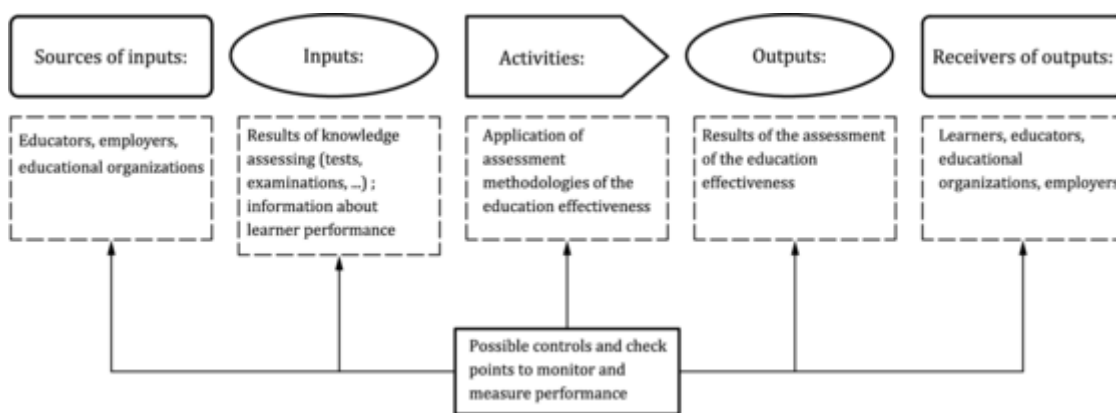 Sources of inputs:
Inputs:
Activities:
Outputs:
Receivers of outputs:
Educators, employers,
educational organizations
Results of knowledge
assessing (tests,
examinations, ...) ;
information about
learner performance
Application of
assessment
methodologies of the
education effectiveness
Results of the assessment
of the education
effectiveness
Learners, educators,
educational
organizations, employers
Possible controls and check
points to monitor and
measure performance